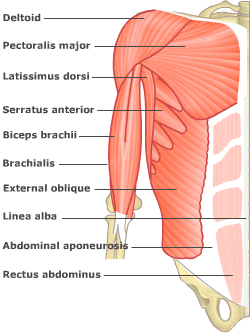 Deltoid
Pectoralis major
Latissimus dorsi
Serratus anterior
Biceps brachii
Brachialis
External oblique
Linea alba
Abdominal aponeurosis
Rectus abdominus